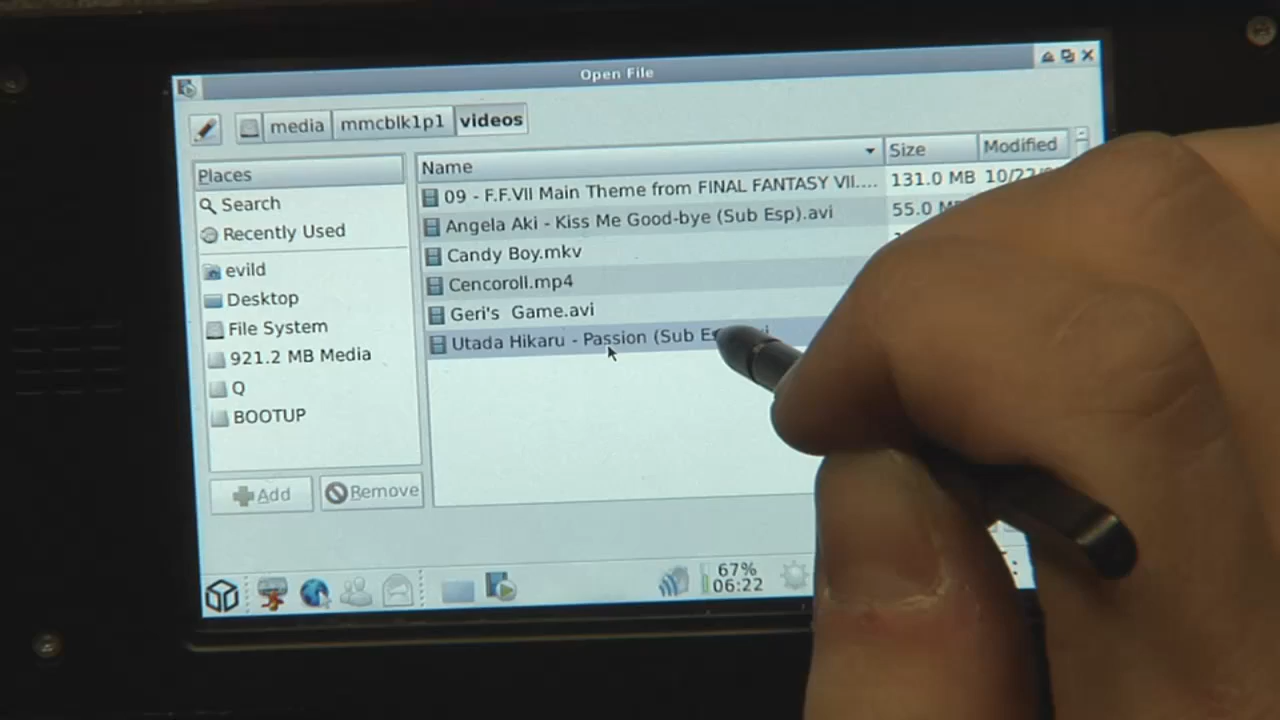 Open File
media mmcblk1p1 videos
Places
Search
Recently Used
evild
Desktop
File System
921.2 MB Media
Q
BOOTUP
Add Remove
Name Size Modified
09 - F.F.VII Main Theme from FINAL FANTASY VII.... 131.0 MB
Angela Aki - Kiss Me Good-bye (Sub Esp).avi 55.0
Candy Boy.mkv
Cencoroll.mp4
Geri's Game.avi
Utada Hikaru - Passion (Sub
67%
06:22